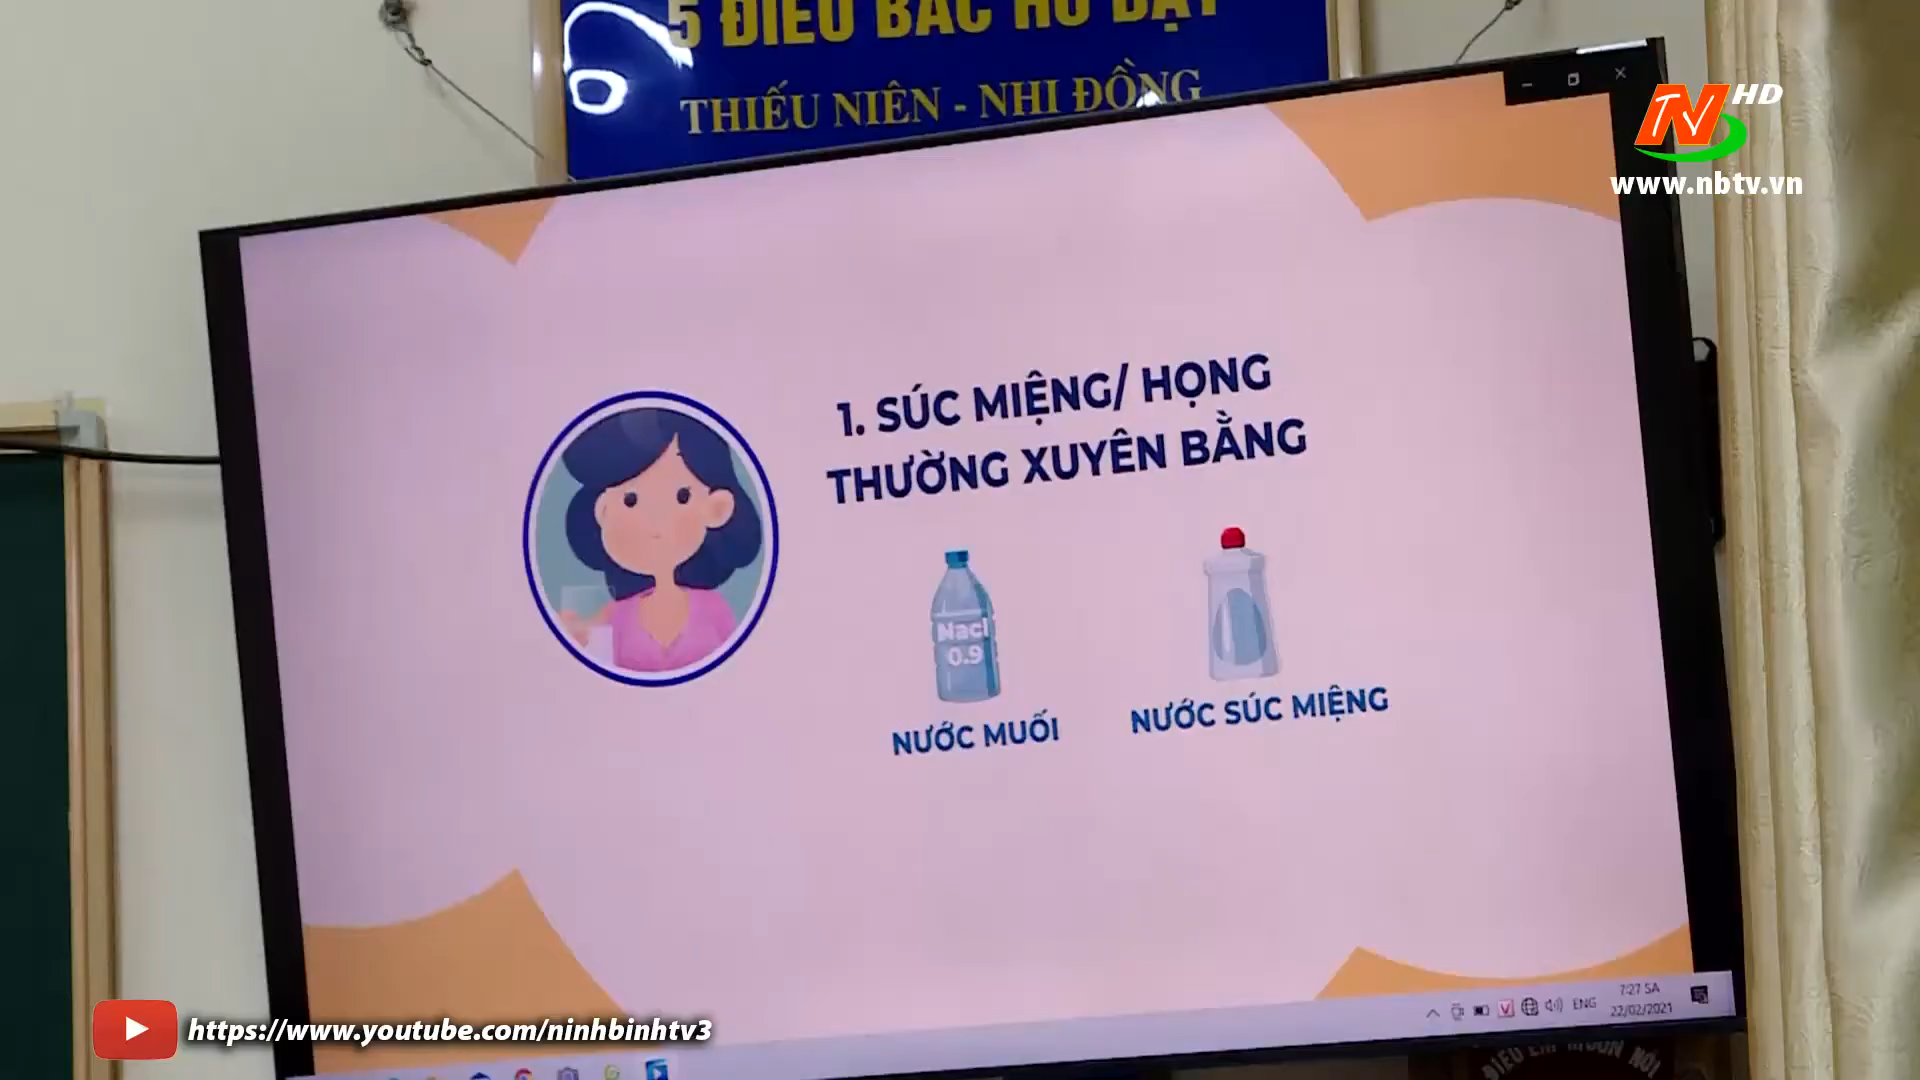 5 ĐIỀU BÁC HỒ DẠY
THIẾU NIÊN - NHI ĐỒNG
HD
www.nbtv.vn
1. SÚC MIỆNG/ HỌNG
THƯỜNG XUYÊN BẰNG
Nacl
0.9
NƯỚC MUỐI
NƯỚC SÚC MIỆNG
ENG
7:27 SA
22/02/2021
https://www.youtube.com/ninhbinhtv3